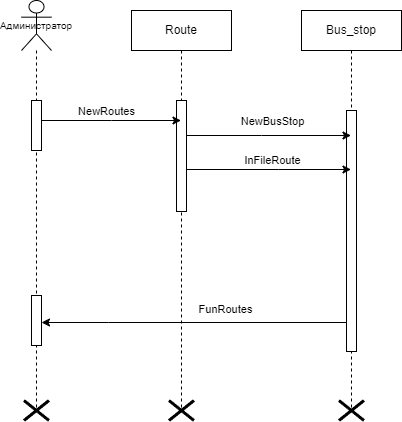 Администратор
Route
Bus_stop
NewRoutes
NewBusStop
InFileRoute
FunRoutes